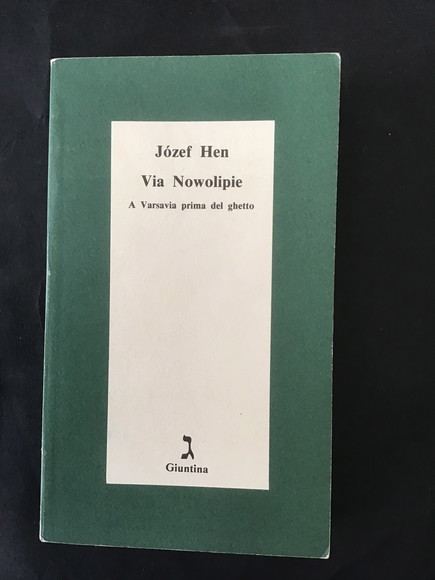 Józef Hen
Via Nowolipie
A Varsavia prima del ghetto
ג
Giuntina